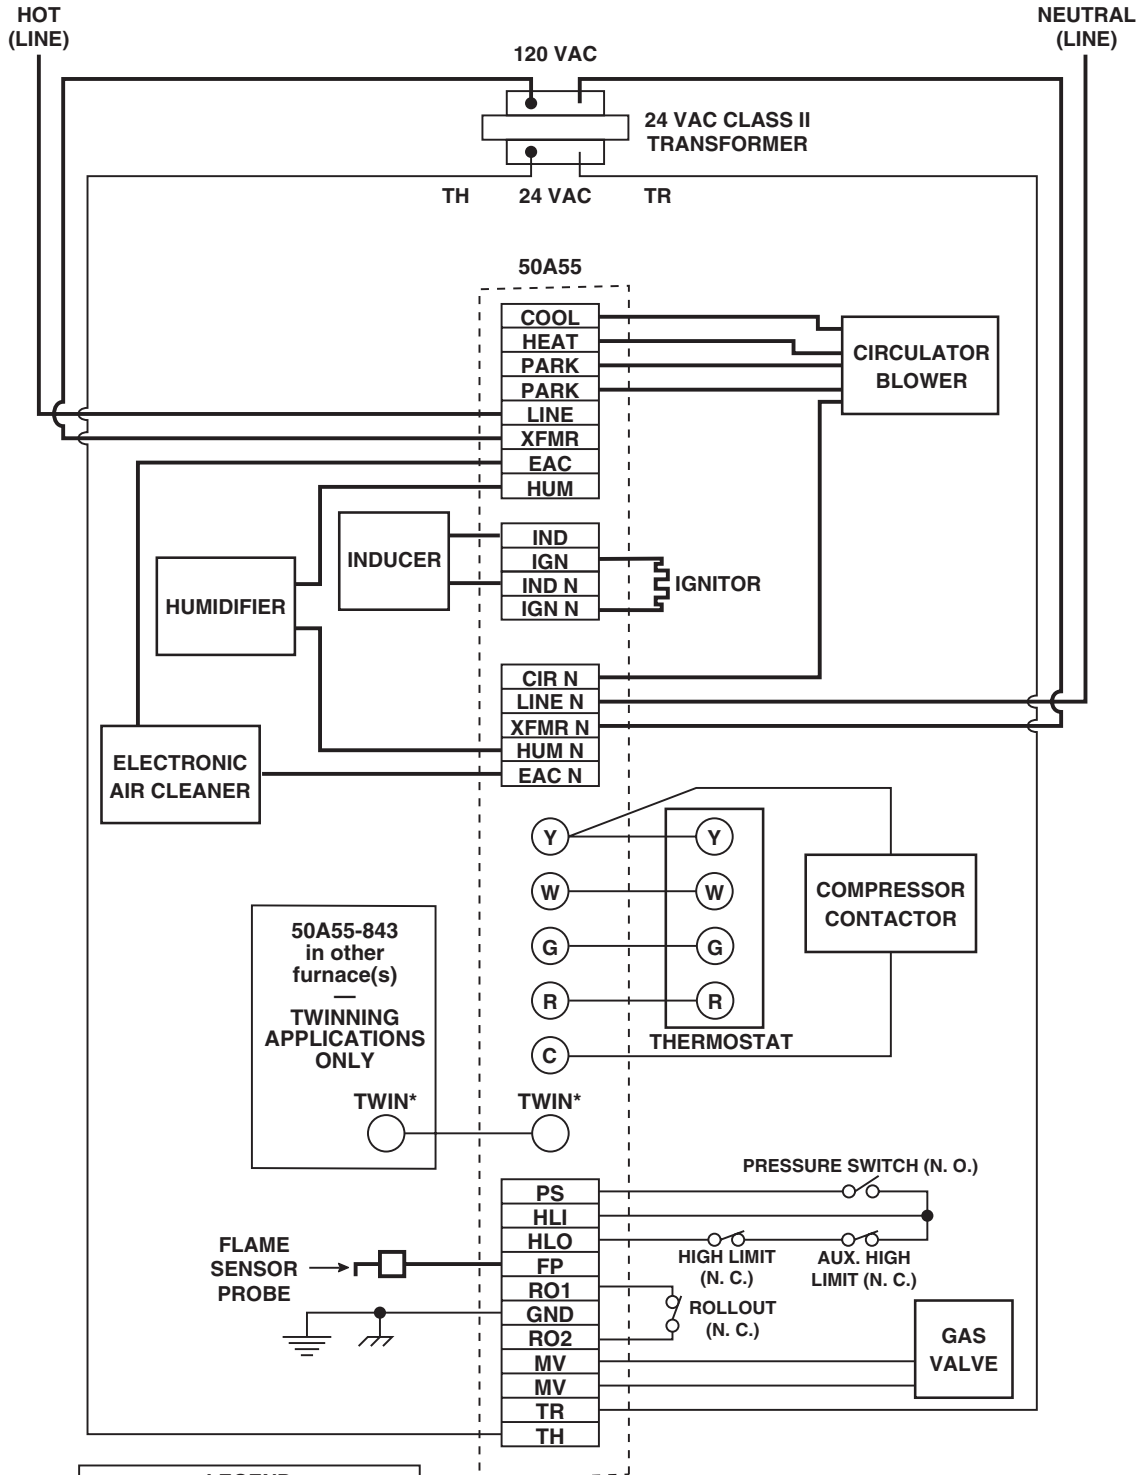 HOT
(LINE)
NEUTRAL
(LINE)
120 VAC
24 VAC CLASS II
TRANSFORMER
TH
24 VAC
TR
50A55
COOL
HEAT
PARK
PARK
LINE
XFMR
EAC
HUM
CIRCULATOR
BLOWER
IND
IGN
IND N
IGN N
INDUCER
IGNITOR
HUMIDIFIER
CIR N
LINE N
XFMR N
HUM N
EAC N
ELECTRONIC
AIR CLEANER
Y
W
G
R
C
Y
W
G
R
THERMOSTAT
COMPRESSOR
CONTACTOR
50A55-843
in other
furnace(s)
—
TWINNING
APPLICATIONS
ONLY
TWIN*
TWIN*
PRESSURE SWITCH (N. O.)
PS
HLI
HLO
FP
RO1
GND
RO2
MV
MV
TR
TH
FLAME
SENSOR
PROBE
HIGH LIMIT
(N. C.)
AUX. HIGH
LIMIT (N. C.)
ROLLOUT
(N. C.)
GAS
VALVE